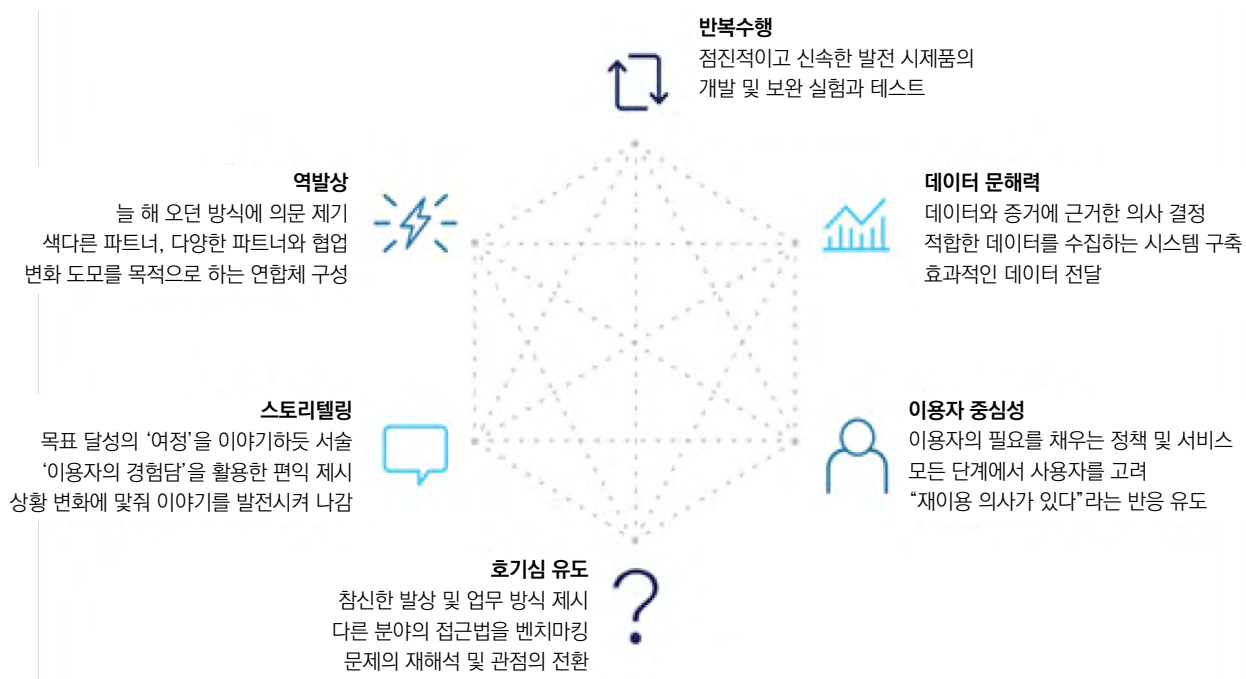 반복수행
점진적이고 신속한 발전 시제품의
개발 및 보완 실험과 테스트
역발상
늘 해 오던 방식에 의문 제기
색다른 파트너, 다양한 파트너와 협업
변화 도모를 목적으로 하는 연합체 구성
데이터 문해력
데이터와 증거에 근거한 의사 결정
적합한 데이터를 수집하는 시스템 구축
효과적인 데이터 전달
스토리텔링
목표 달성의 ‘여정’을 이야기하듯 서술
‘이용자의 경험담’을 활용한 편익 제시
상황 변화에 맟춰 이야기를 발전시켜 나감
이용자 중심성
이용자의 필요를 채우는 정책 및 서비스
모든 단계에서 사용자를 고려
“재이용 의사가 있다”라는 반응 유도
호기심 유도
참신한 발상 및 업무 방식 제시
다른 분야의 접근법을 벤치마킹
문제의 재해석 및 관점의 전환